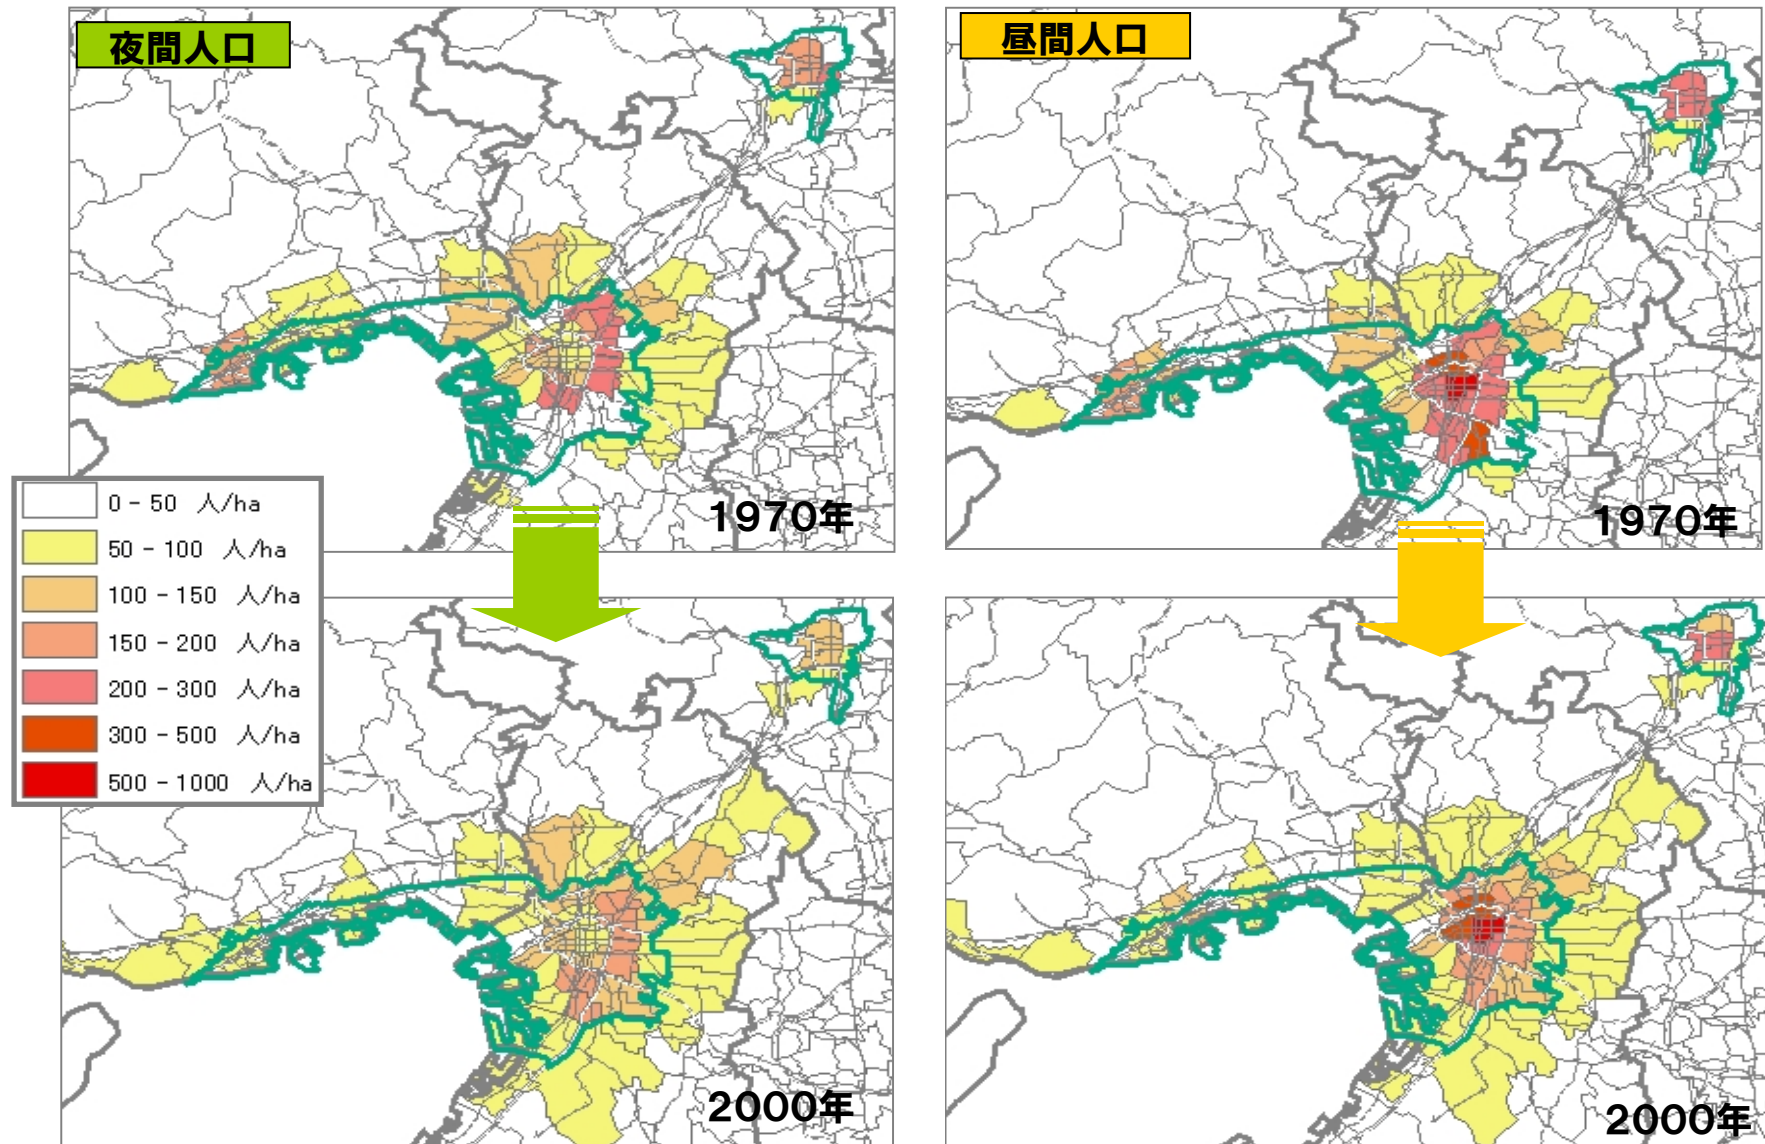 夜間人口
昼間人口
1970年
1970年
0 - 50 人/ha
50 - 100 人/ha
100 - 150 人/ha
150 - 200 人/ha
200 - 300 人/ha
300 - 500 人/ha
500 - 1000 人/ha
2000年
2000年